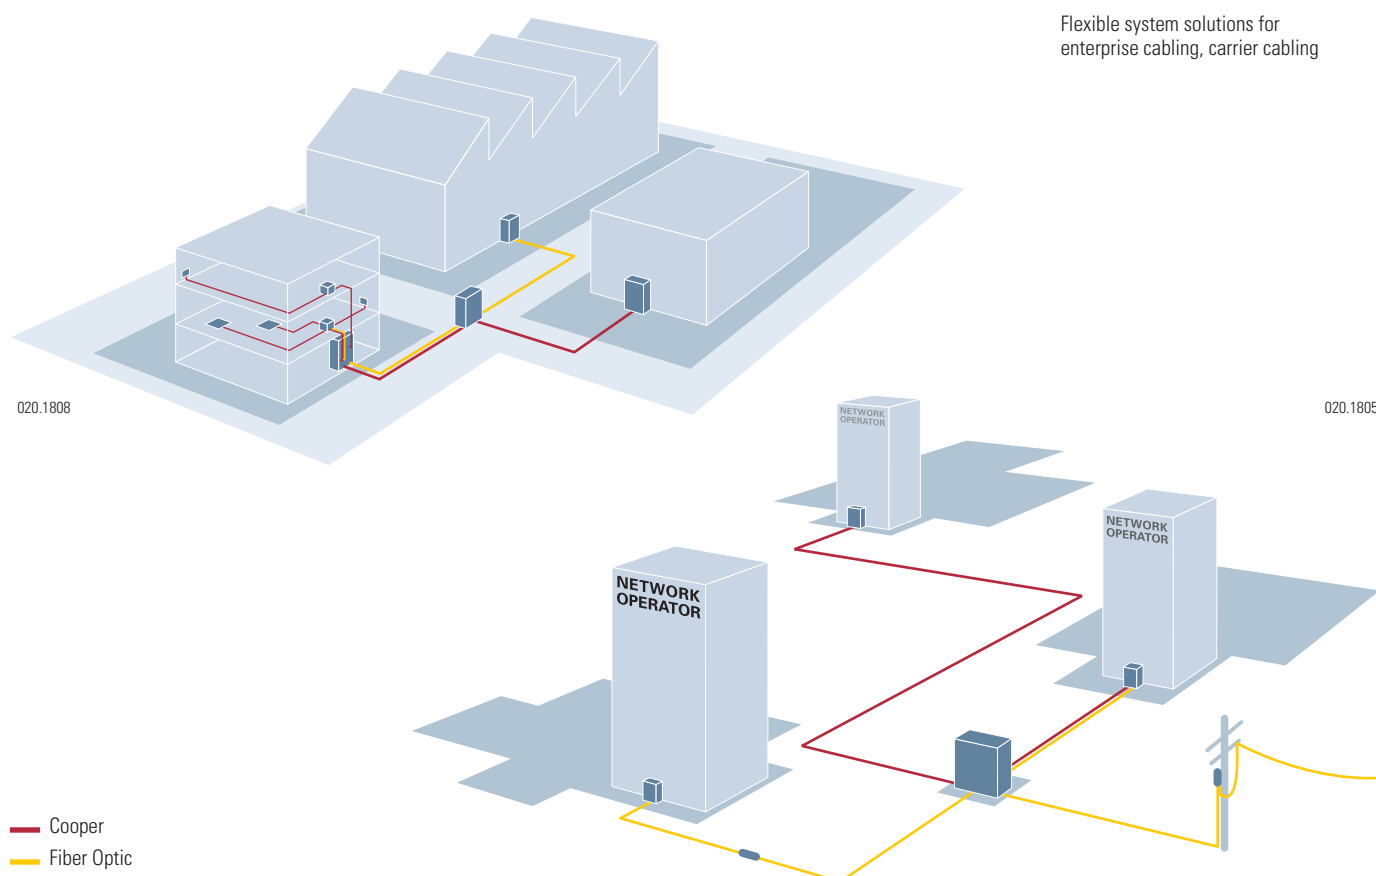 Flexible system solutions for
enterprise cabling, carrier cabling
020.1808
020.1805
NETWORK
OPERATOR
NETWORK
OPERATOR
NETWORK
OPERATOR
Cooper
Fiber Optic